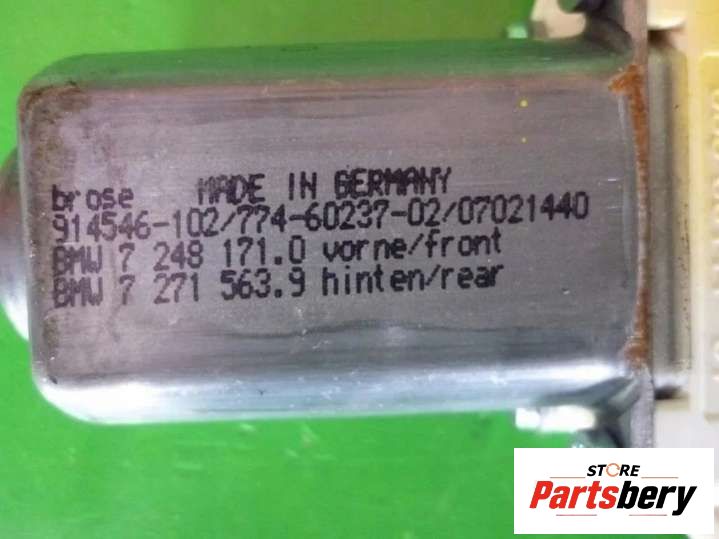 brose MADE IN GERMANY
914546-102/774-60237-02/07021440
BMW 7 248 171.0 vorne/front
BMW 7 271 563.9 hinten/rear
STORE
Partsbery